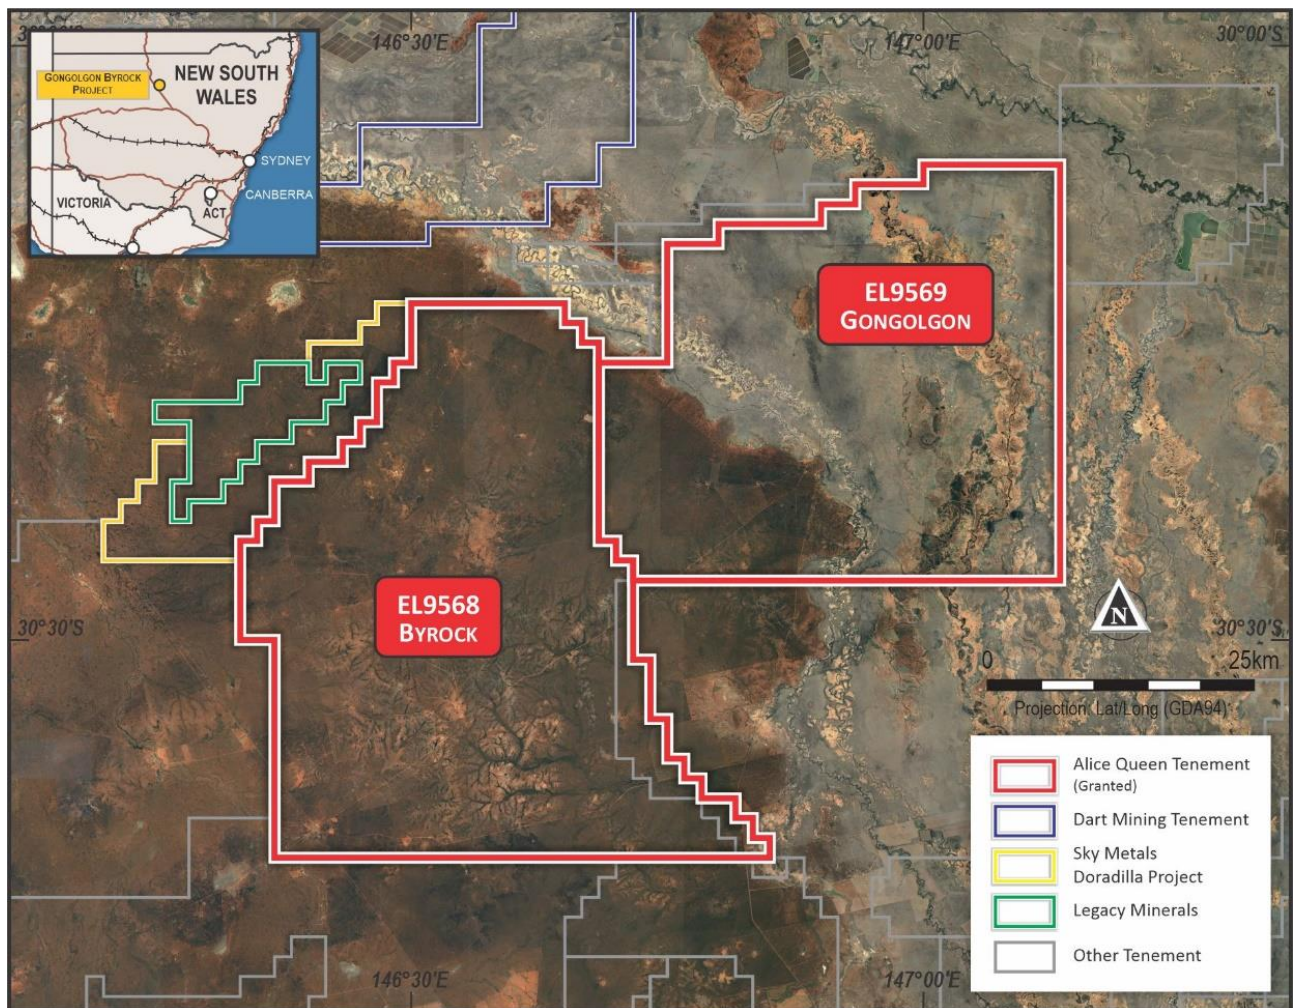 146°30'E
147°00'E
30°00'S
GONGOLGON BYROCK
PROJECT
NEW SOUTH
WALES
SYDNEY
CANBERRA
VICTORIA
ACT
EL9569
GONGOLGON
EL9568
BYROCK
30°30'S
30°30'S
N
0
25km
Projection: Lat/Long (GDA94)
Alice Queen Tenement
(Granted)
Dart Mining Tenement
Sky Metals
Doradilla Project
Legacy Minerals
Other Tenement
146°30'E
147°00'E